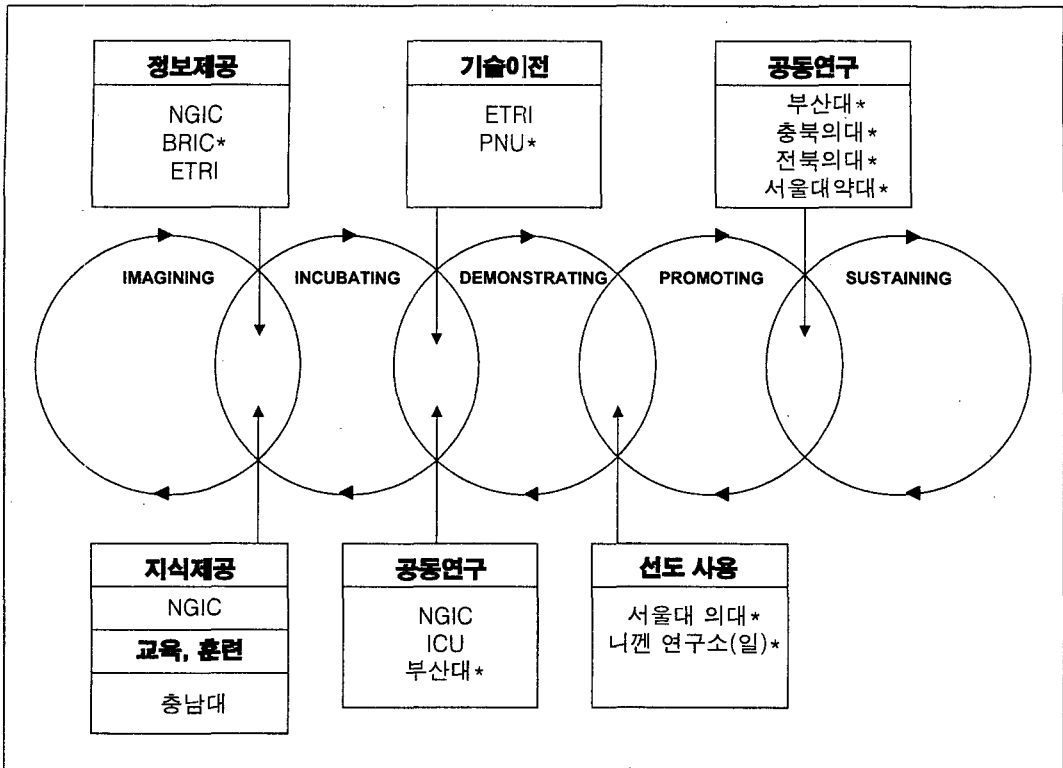 정보제공
NGIC
BRIC*
ETRI
기술이전
ETRI
PNU*
공동연구
부산대*
충북의대*
전북의대*
서울대약대*
IMAGINING
INCUBATING
DEMONSTRATING
PROMOTING
SUSTAINING
지식제공
NGIC
교육, 훈련
충남대
공동연구
NGIC
ICU
부산대*
선도 사용
서울대 의대*
니껜 연구소(일)*